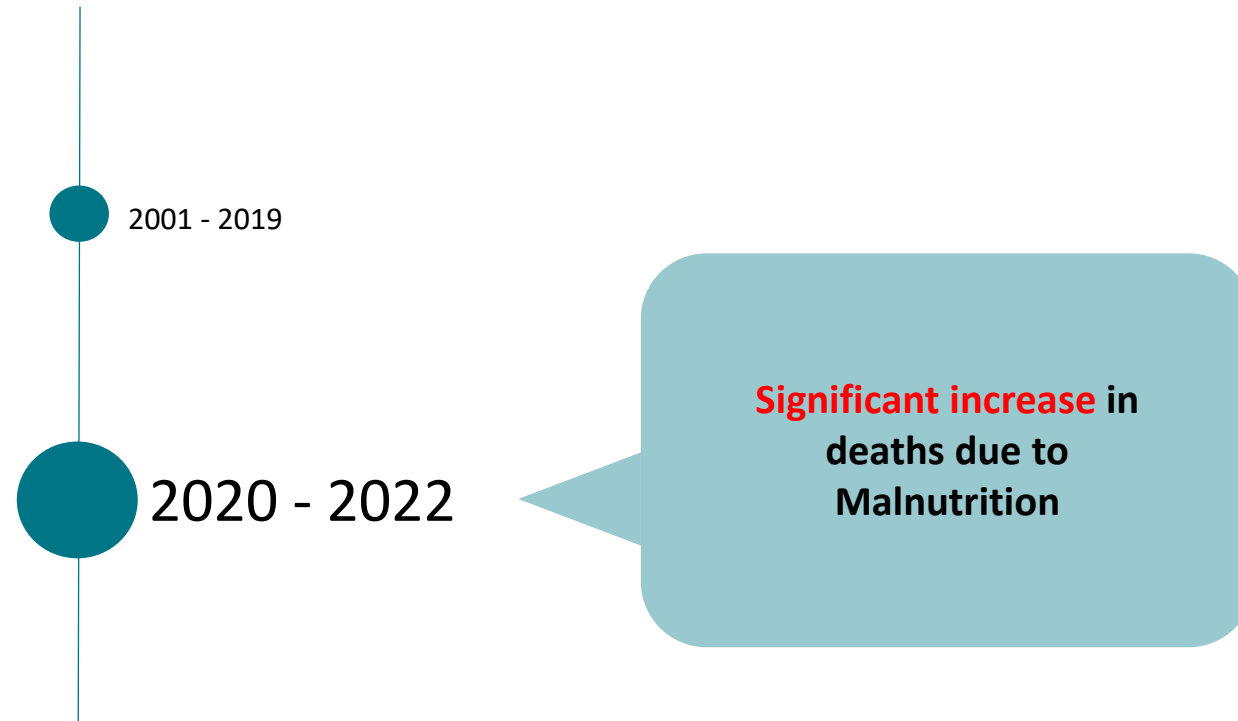 2001 - 2019
2020 - 2022
Significant increase in
deaths due to
Malnutrition